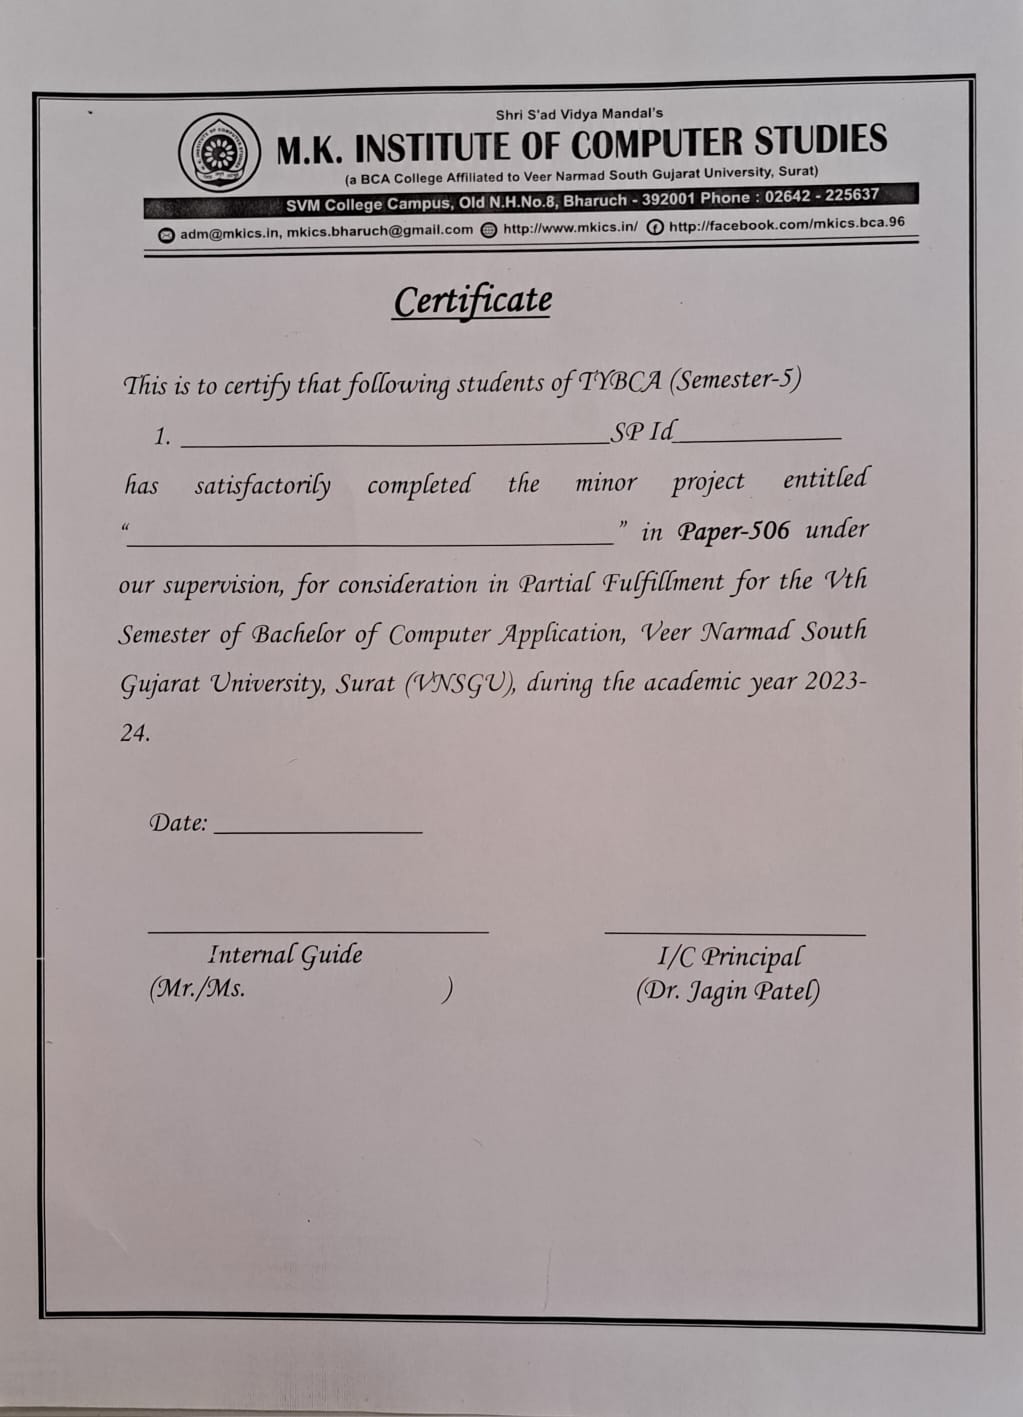 Shri S'ad Vidya Mandal's
M.K. INSTITUTE OF COMPUTER STUDIES
(a BCA College Affiliated to Veer Narmad South Gujarat University, Surat)
SVM College Campus, Old N.H.No.8, Bharuch - 392001 Phone : 02642 - 225637
adm@mkics.in, mkics.bharuch@gmail.com http://www.mkics.in/ http://facebook.com/mkics.bca.96
Certificate
This is to certify that following students of TYBCA (Semester-5)
1. ______________________________ SP Id____________
has satisfactorily completed the minor project entitled
“__________________________________” in Paper-506 under
our supervision, for consideration in Partial Fulfillment for the Vth
Semester of Bachelor of Computer Application, Veer Narmad South
Gujarat University, Surat (VNSGU), during the academic year 2023-
24.
Date: _______________
Internal Guide
(Mr./Ms. )
I/C Principal
(Dr. Jagin Patel)